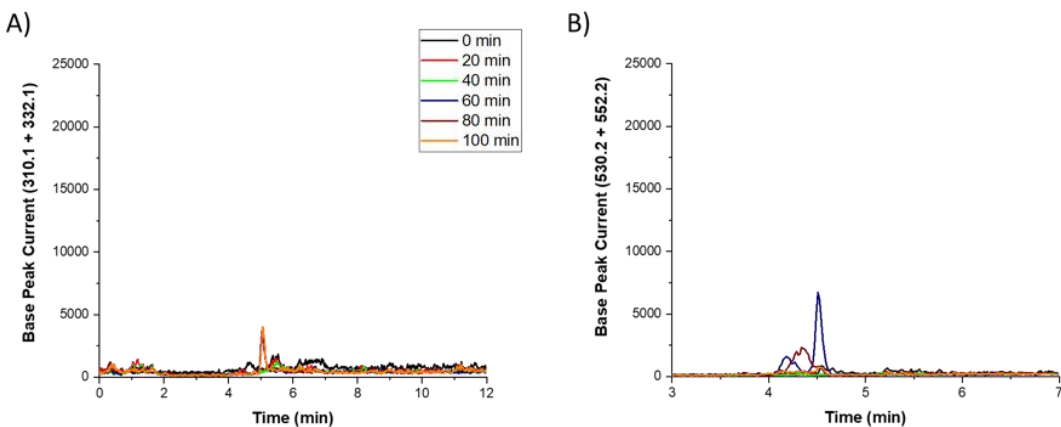 A)
B)
0 min
20 min
40 min
60 min
80 min
100 min
Base Peak Current (310.1 + 332.1)
25000
20000
15000
10000
5000
0
0 2 4 6 8 10 12
Time (min)
Base Peak Current (530.2 + 552.2)
25000
20000
15000
10000
5000
0
3 4 5 6 7
Time (min)